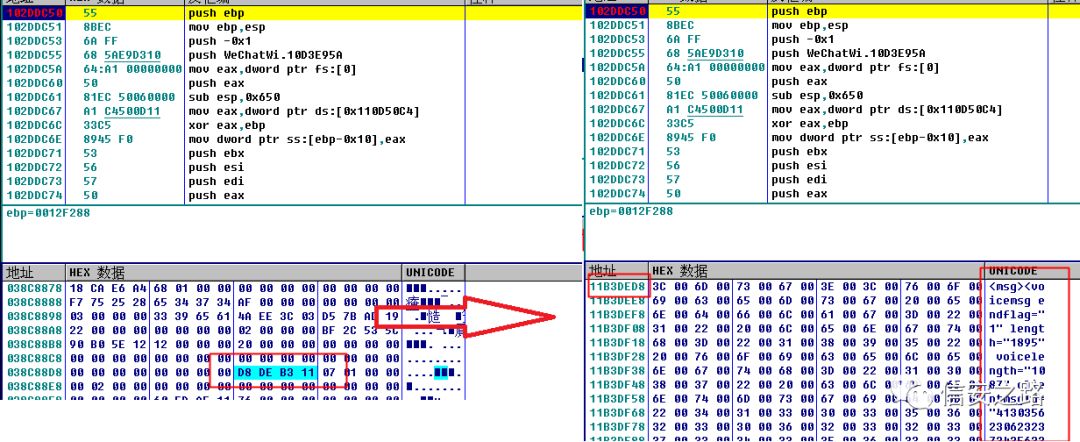 地址 HEX 数据 反汇编
102DDC50 55 push ebp
102DDC51 8BEC mov ebp,esp
102DDC53 6A FF push -0x1
102DDC55 68 5AE9D310 push WeChatWi.10D3E95A
102DDC5A 64:A1 00000000 mov eax,dword ptr fs:[0]
102DDC60 50 push eax
102DDC61 81EC 50060000 sub esp,0x650
102DDC67 A1 C4500D11 mov eax,dword ptr ds:[0x110D50C4]
102DDC6C 33C5 xor eax,ebp
102DDC6E 8945 F0 mov dword ptr ss:[ebp-0x10],eax
102DDC71 53 push ebx
102DDC72 56 push esi
102DDC73 57 push edi
102DDC74 50 push eax
ebp=0012F288
地址 HEX 数据 UNICODE
038C8878 18 CA E6 A4 68 01 00 00 00 00 00 00 00 00 00 00
038C8888 F7 75 25 28 65 34 37 34 AF 00 00 00 00 00 00 00
038C8898 03 00 00 00 33 39 65 61 4A EE 3C 03 D5 7B AD 19
038C88A8 22 00 00 00 00 00 00 00 02 00 00 00 BF 2C 53 5C
038C88B8 90 B0 5E 12 12 00 00 00 20 00 00 00 00 00 00 00
038C88C8 00 00 00 00 00 00 00 00 00 00 00 00 00 00 00 00
038C88D8 00 00 00 00 00 00 00 00 D8 DE B3 11 07 01 00 00
038C88E8 00 02 00 00 00 00 00 00 00 00 00 00 00 00 00 00
地址 HEX 数据 反汇编
102DDC50 55 push ebp
102DDC51 8BEC mov ebp,esp
102DDC53 6A FF push -0x1
102DDC55 68 5AE9D310 push WeChatWi.10D3E95A
102DDC5A 64:A1 00000000 mov eax,dword ptr fs:[0]
102DDC60 50 push eax
102DDC61 81EC 50060000 sub esp,0x650
102DDC67 A1 C4500D11 mov eax,dword ptr ds:[0x110D50C4]
102DDC6C 33C5 xor eax,ebp
102DDC6E 8945 F0 mov dword ptr ss:[ebp-0x10],eax
102DDC71 53 push ebx
102DDC72 56 push esi
102DDC73 57 push edi
102DDC74 50 push eax
ebp=0012F288
地址 HEX 数据 UNICODE
11B3DED8 3C 00 6D 00 73 00 67 00 3E 00 3C 00 76 00 6F 00 <msg><vo
11B3DEE8 69 00 63 00 65 00 6D 00 73 00 67 00 20 00 65 00 icemsg e
11B3DEF8 6E 00 64 00 66 00 6C 00 61 00 67 00 3D 00 22 00 ndflag="
11B3DF08 31 00 22 00 20 00 6C 00 65 00 6E 00 67 00 74 00 1" lengt
11B3DF18 68 00 3D 00 22 00 31 00 38 00 39 00 35 00 22 00 h="1895"
11B3DF28 20 00 76 00 6F 00 69 00 63 00 65 00 6C 00 65 00 voicele
11B3DF38 6E 00 67 00 74 00 68 00 3D 00 22 00 31 00 30 00 ngth="10
11B3DF48 38 00 37 00 22 00 20 00 63 00 6C 00
11B3DF58 6E 00 74 00 6D 00 73 00 67 00 69 00
11B3DF68 22 00 34 00 31 00 33 00 30 00 33 00 35 00 36 00 "4130356
11B3DF78 32 00 33 00 30 00 36 00 32 00 33 00 32 00 33 00 23062323
信安之路